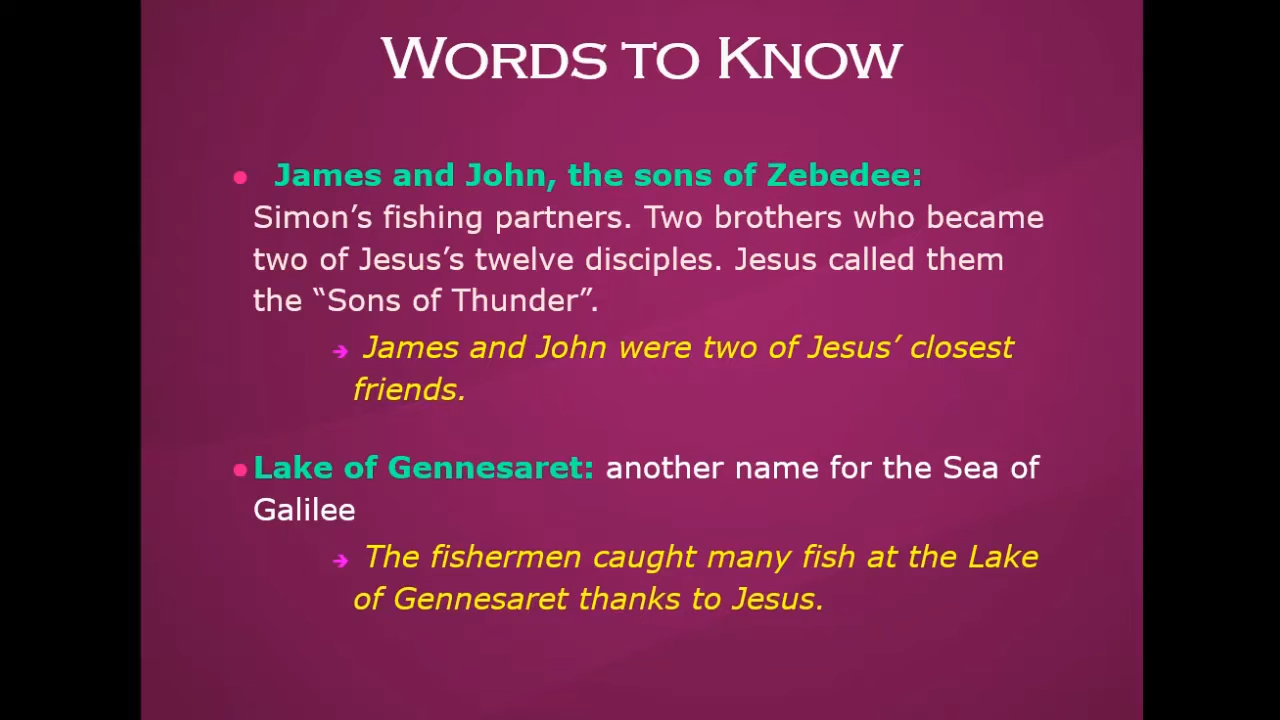 Words to Know
• James and John, the sons of Zebedee:
Simon’s fishing partners. Two brothers who became
two of Jesus’s twelve disciples. Jesus called them
the “Sons of Thunder”.
➔ James and John were two of Jesus’ closest
friends.
• Lake of Gennesaret: another name for the Sea of
Galilee
➔ The fishermen caught many fish at the Lake
of Gennesaret thanks to Jesus.